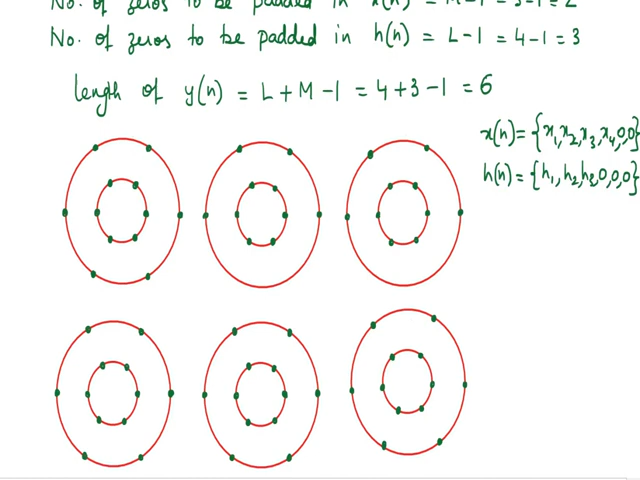 No. of zeros to be padded in x(n) = M-1 = 3-1 = 2
No. of zeros to be padded in h(n) = L-1 = 4-1 = 3
length of y(n) = L+M-1 = 4+3-1 = 6
x(n) = {x₁,x₂,x₃,x₄,0,0}
h(n) = {h₁,h₂,h₃,0,0,0}